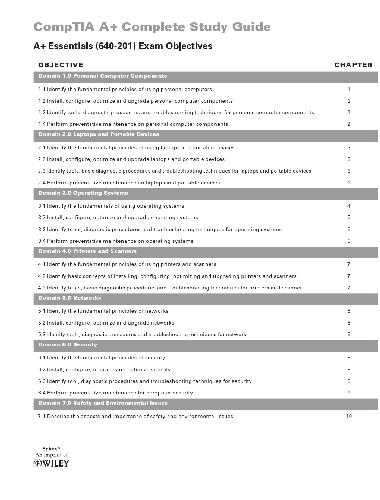 CompTIA A+ Complete Study Guide
A+ Essentials (640-201) Exam Objectives
OBJECTIVE CHAPTER
Domain 1.0 Personal Computer Components
1.1 Identify the fundamental principles of using personal computers 1
1.2 Install, configure, optimize and upgrade personal computer components 2
1.3 Identify tools, diagnostic procedures and troubleshooting techniques for personal computer components 2
1.4 Perform preventive maintenance on personal computer components 2
Domain 2.0 Laptops and Portable Devices
2.1 Identify the fundamental principles of using laptops and portable devices 3
2.2 Install, configure, optimize and upgrade laptops and portable devices 3
2.3 Identify tools, basic diagnostic procedures and troubleshooting techniques for laptops and portable devices 3
2.4 Perform preventive maintenance on laptops and portable devices 3
Domain 3.0 Operating Systems
3.1 Identify the fundamentals of using operating systems 4
3.2 Install, configure, optimize and upgrade operating systems 5
3.3 Identify tools, diagnostic procedures and troubleshooting techniques for operating systems 6
3.4 Perform preventive maintenance on operating systems 6
Domain 4.0 Printers and Scanners
4.1 Identify the fundamental principles of using printers and scanners 7
4.2 Identify basic concepts of installing, configuring, optimizing and upgrading printers and scanners 7
4.3 Identify tools, basic diagnostic procedures and troubleshooting techniques for printers and scanners 7
Domain 5.0 Networks
5.1 Identify the fundamental principles of networks 8
5.2 Install, configure, optimize and upgrade networks 8
5.3 Identify tools, diagnostic procedures and troubleshooting techniques for networks 8
Domain 6.0 Security
6.1 Identify the fundamental principles of security 9
6.2 Install, configure, upgrade and optimize security 9
6.3 Identify tool, diagnostic procedures and troubleshooting techniques for security 9
6.4 Perform preventive maintenance for computer security 9
Domain 7.0 Safety and Environmental Issues
7.1 Describe the aspects and importance of safety and environmental issues 10
Sybex
An Imprint of
WILEY